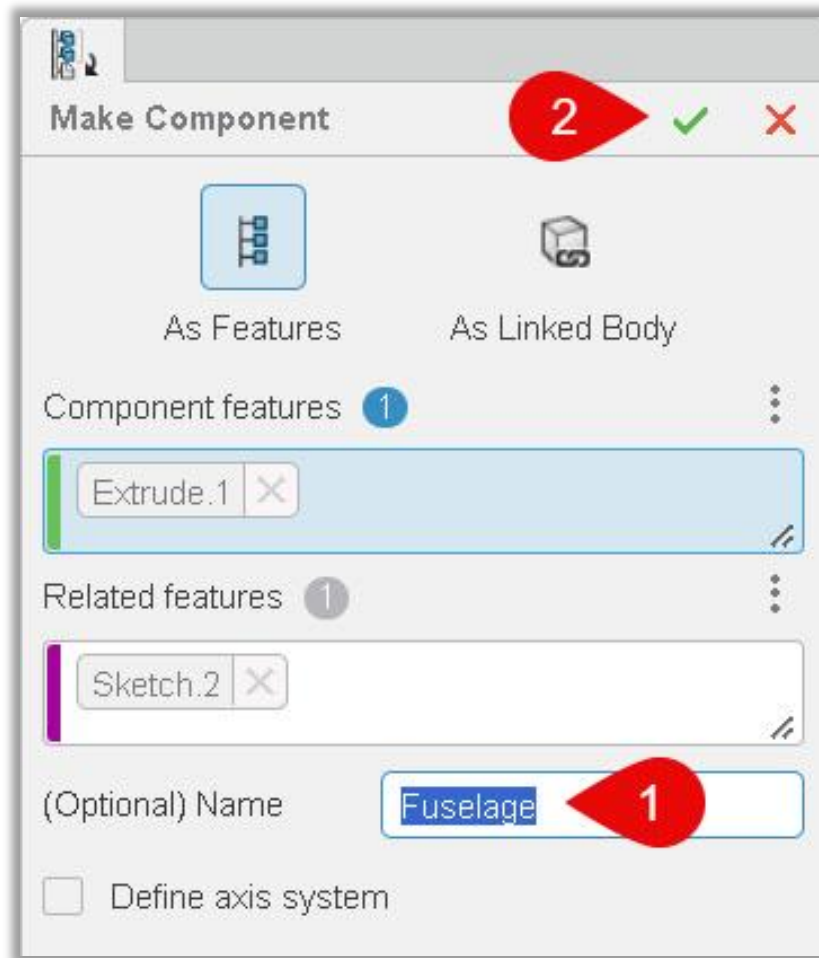 Make Component
2
As Features As Linked Body
Component features 1
Extrude.1
Related features 1
Sketch.2
(Optional) Name Fuselage 1
Define axis system